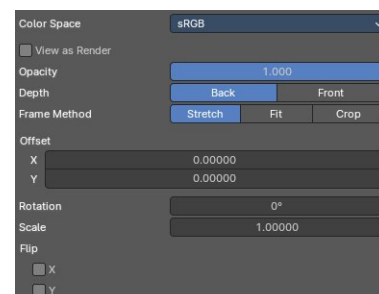 Color Space sRGB
View as Render
Opacity 1.000
Depth Back Front
Frame Method Stretch Fit Crop
Offset
X 0.00000
Y 0.00000
Rotation 0°
Scale 1.00000
Flip
X
Y